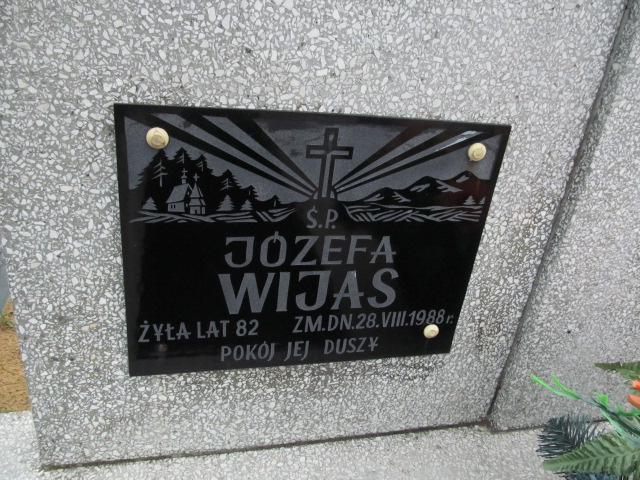 Ś.P.
JÓZEFA
WIJAS
ŻYŁA LAT 82 ZM. DN. 28. VIII. 1988 r.
POKÓJ JEJ DUSZY